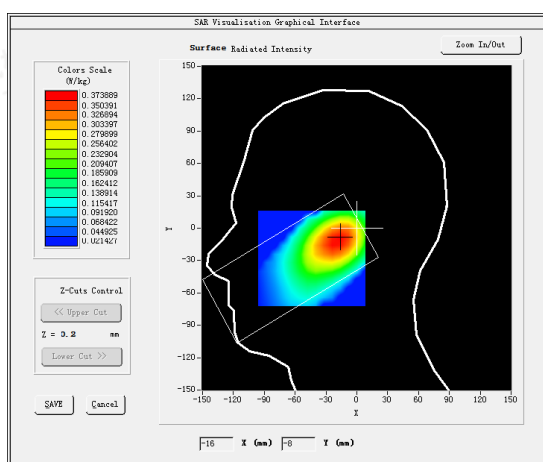 SAR Visualization Graphical Interface
Surface Radiated Intensity
Zoom In/Out
Colors Scale
(W/kg)
0.373889
0.350391
0.326894
0.303397
0.279899
0.256402
0.232904
0.209407
0.185909
0.162412
0.138914
0.115417
0.091920
0.068422
0.044925
0.021427
Z-Cuts Control
<< Upper Cut
Z = 0.2 mm
Lower Cut >>
SAVE Cancel
150
120
90
60
30
Y 0
-30
-60
-90
-120
-150
-150 -120 -90 -60 -30 0 30 60 90 120 150
X
-16 X (mm) -8 Y (mm)